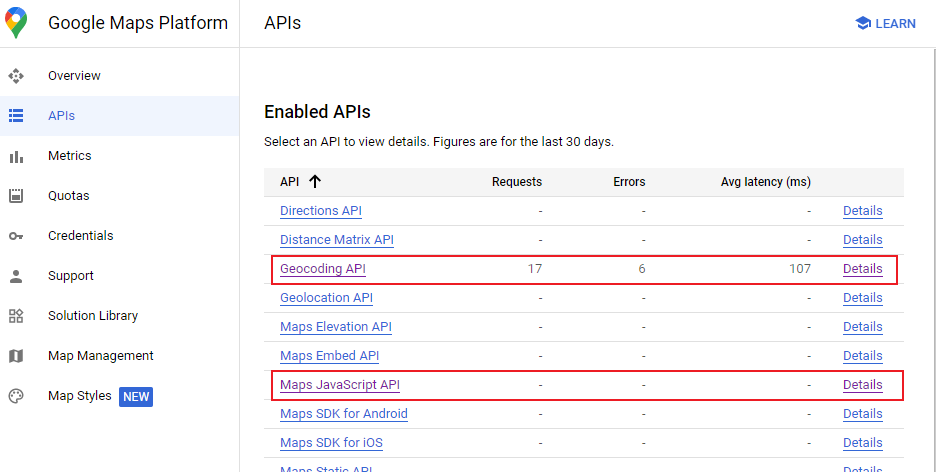 Google Maps Platform
APIs
LEARN
Overview
APIs
Metrics
Quotas
Credentials
Support
Solution Library
Map Management
Map Styles NEW
Enabled APIs
Select an API to view details. Figures are for the last 30 days.
API Requests Errors Avg latency (ms)
Directions API - - - Details
Distance Matrix API - - - Details
Geocoding API 17 6 107 Details
Geolocation API - - - Details
Maps Elevation API - - - Details
Maps Embed API - - - Details
Maps JavaScript API - - - Details
Maps SDK for Android - - - Details
Maps SDK for iOS - - - Details
Maps Static API - - - Details